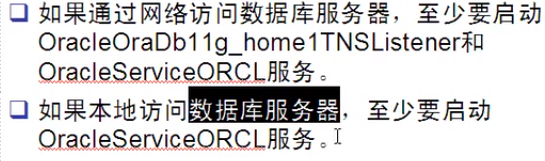 如果通过网络访问数据库服务器，至少要启动
OracleOraDb11g_home1TNSListener和
OracleServiceORCL服务。
如果本地访问数据库服务器，至少要启动
OracleServiceORCL服务。